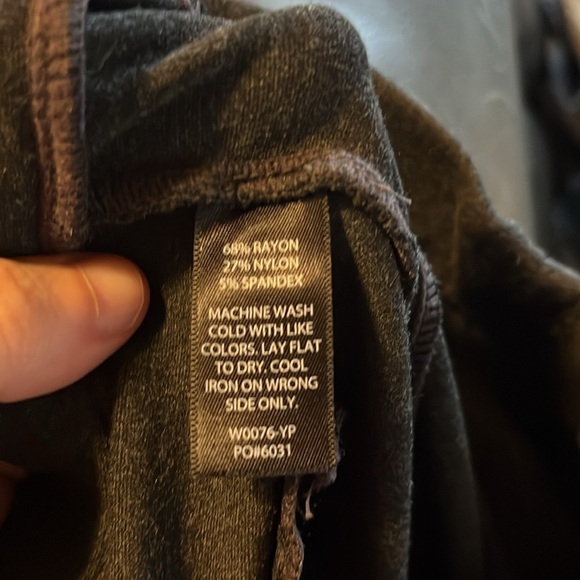 68% RAYON
27% NYLON
5% SPANDEX
MACHINE WASH
COLD WITH LIKE
COLORS. LAY FLAT
TO DRY. COOL
IRON ON WRONG
SIDE ONLY.
W0076-YP
PO#6031